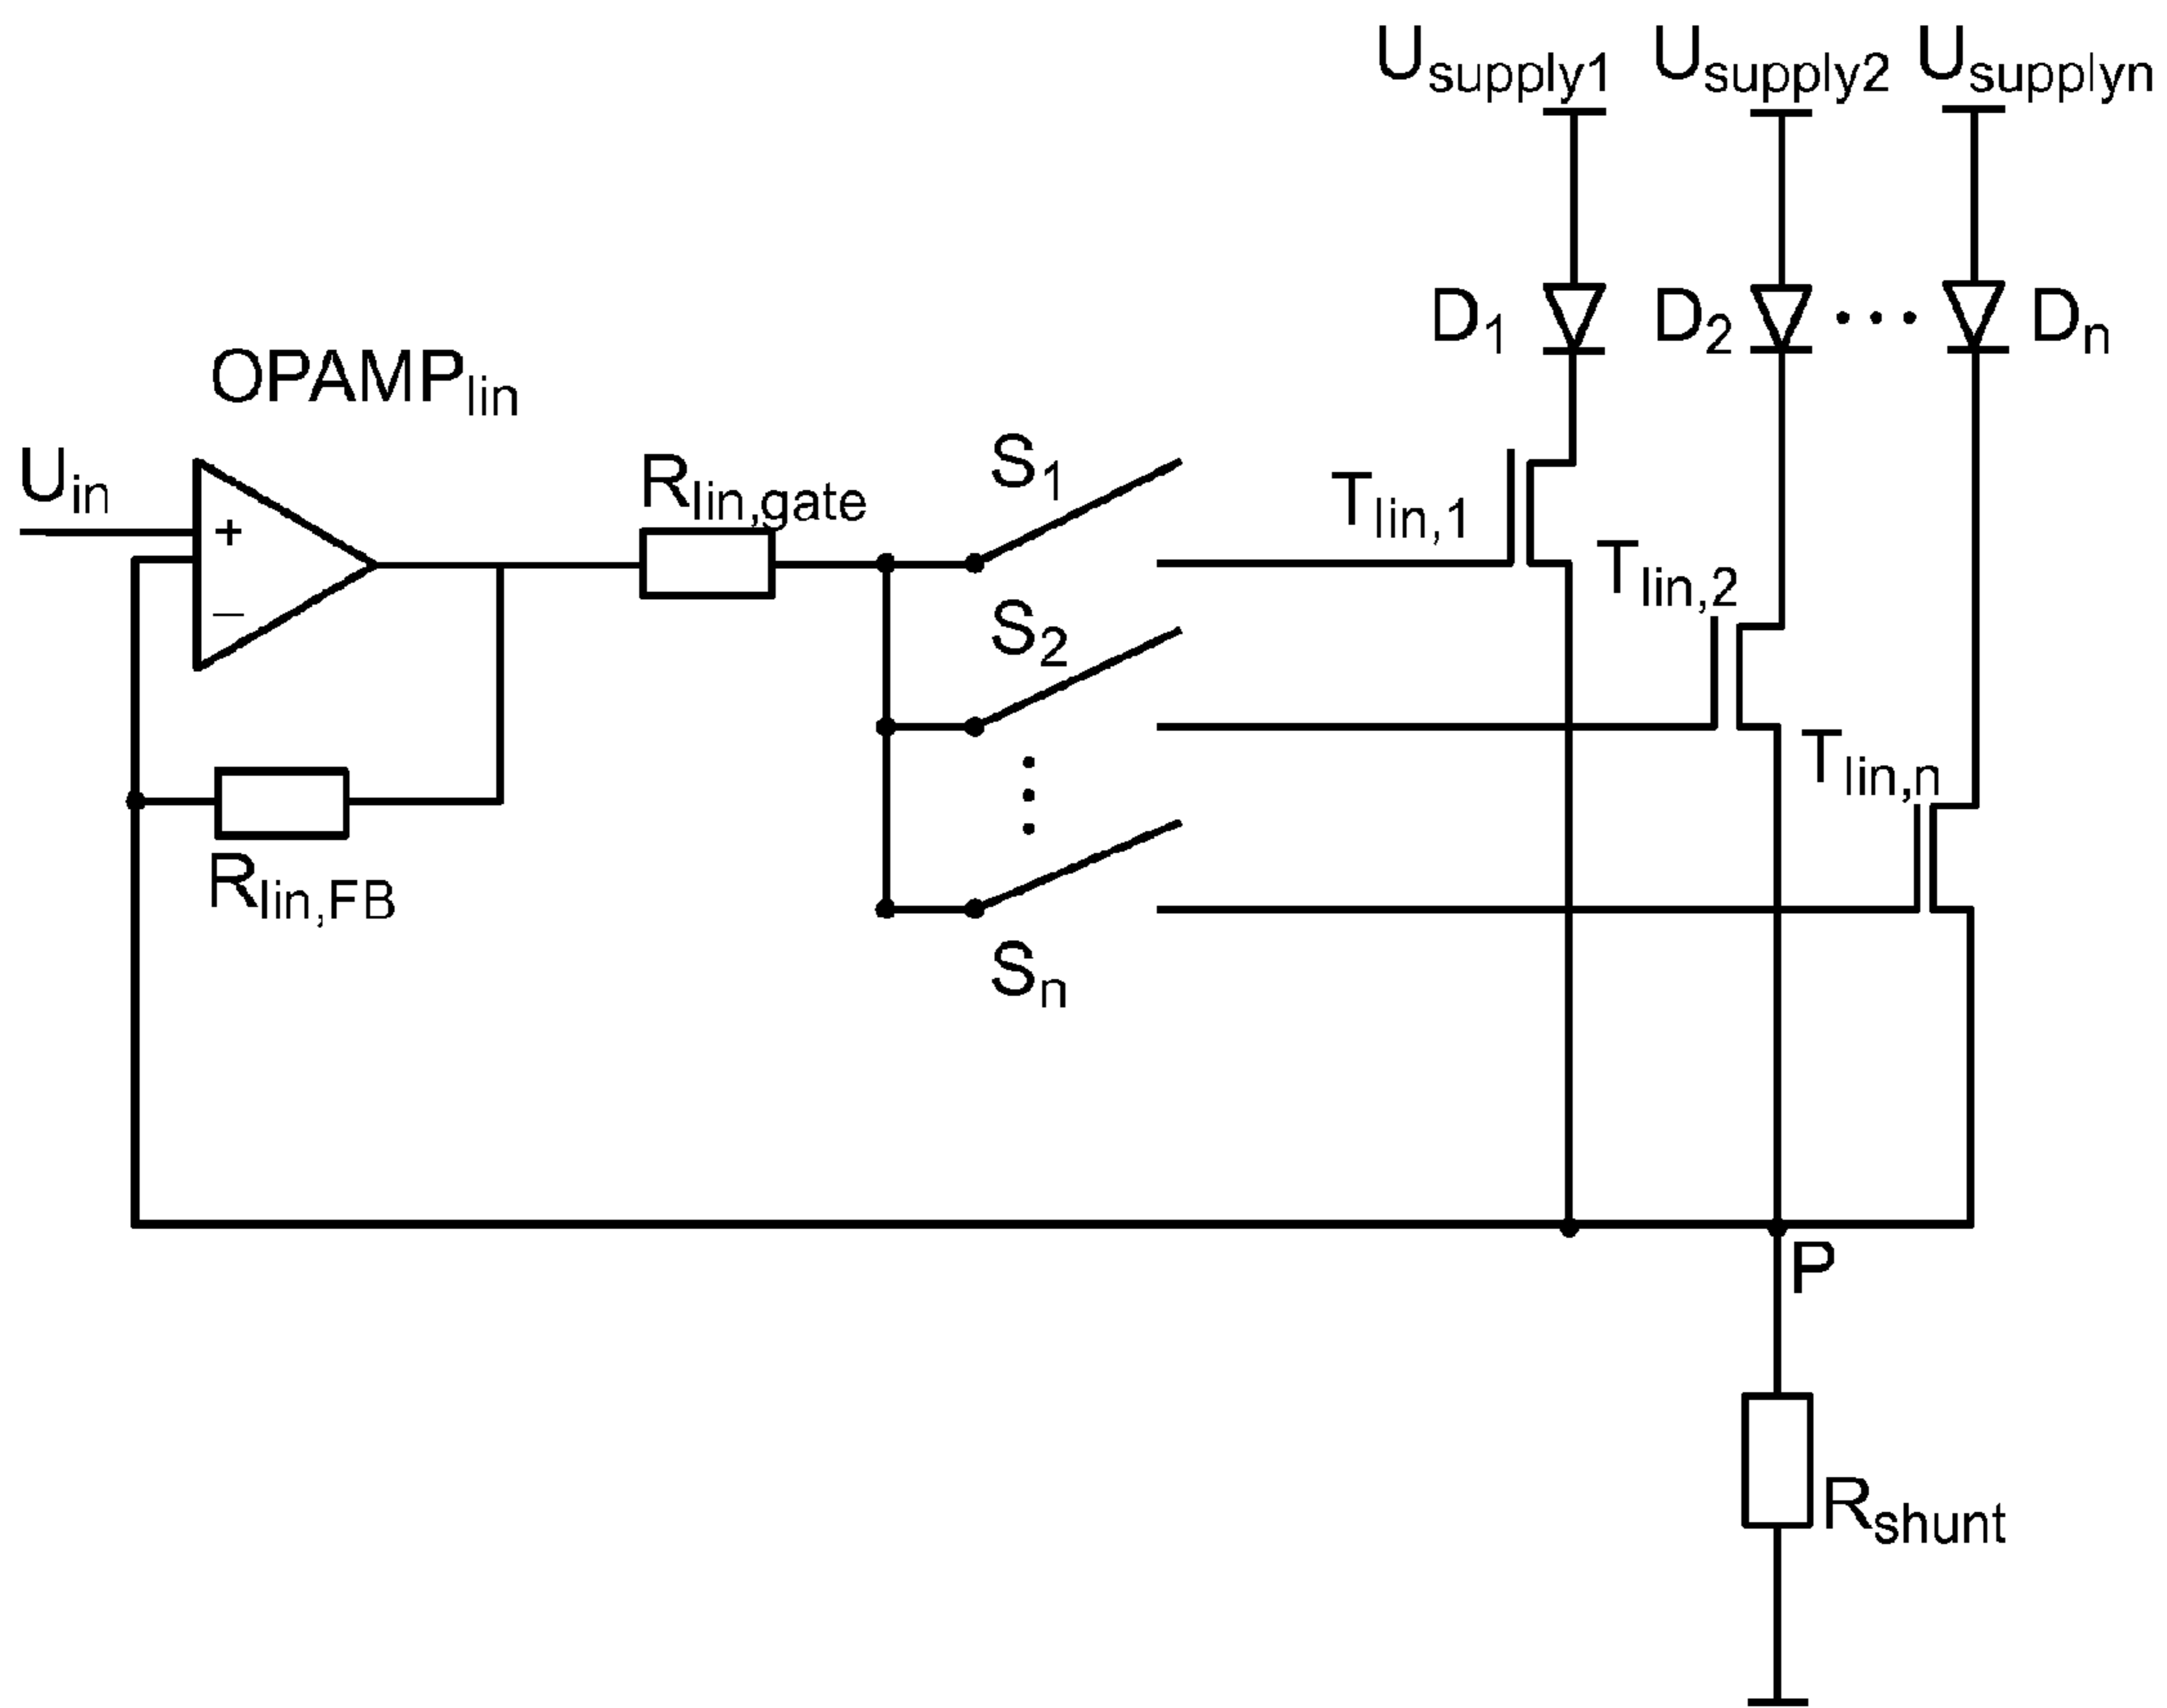 Usupply1 Usupply2 Usupplyn
D1 D2 ... Dn
OPAMPlin
Uin
+
–
Rlin,gate
S1
Tlin,1
S2
Tlin,2
Tlin,n
Rlin,FB
Sn
P
Rshunt